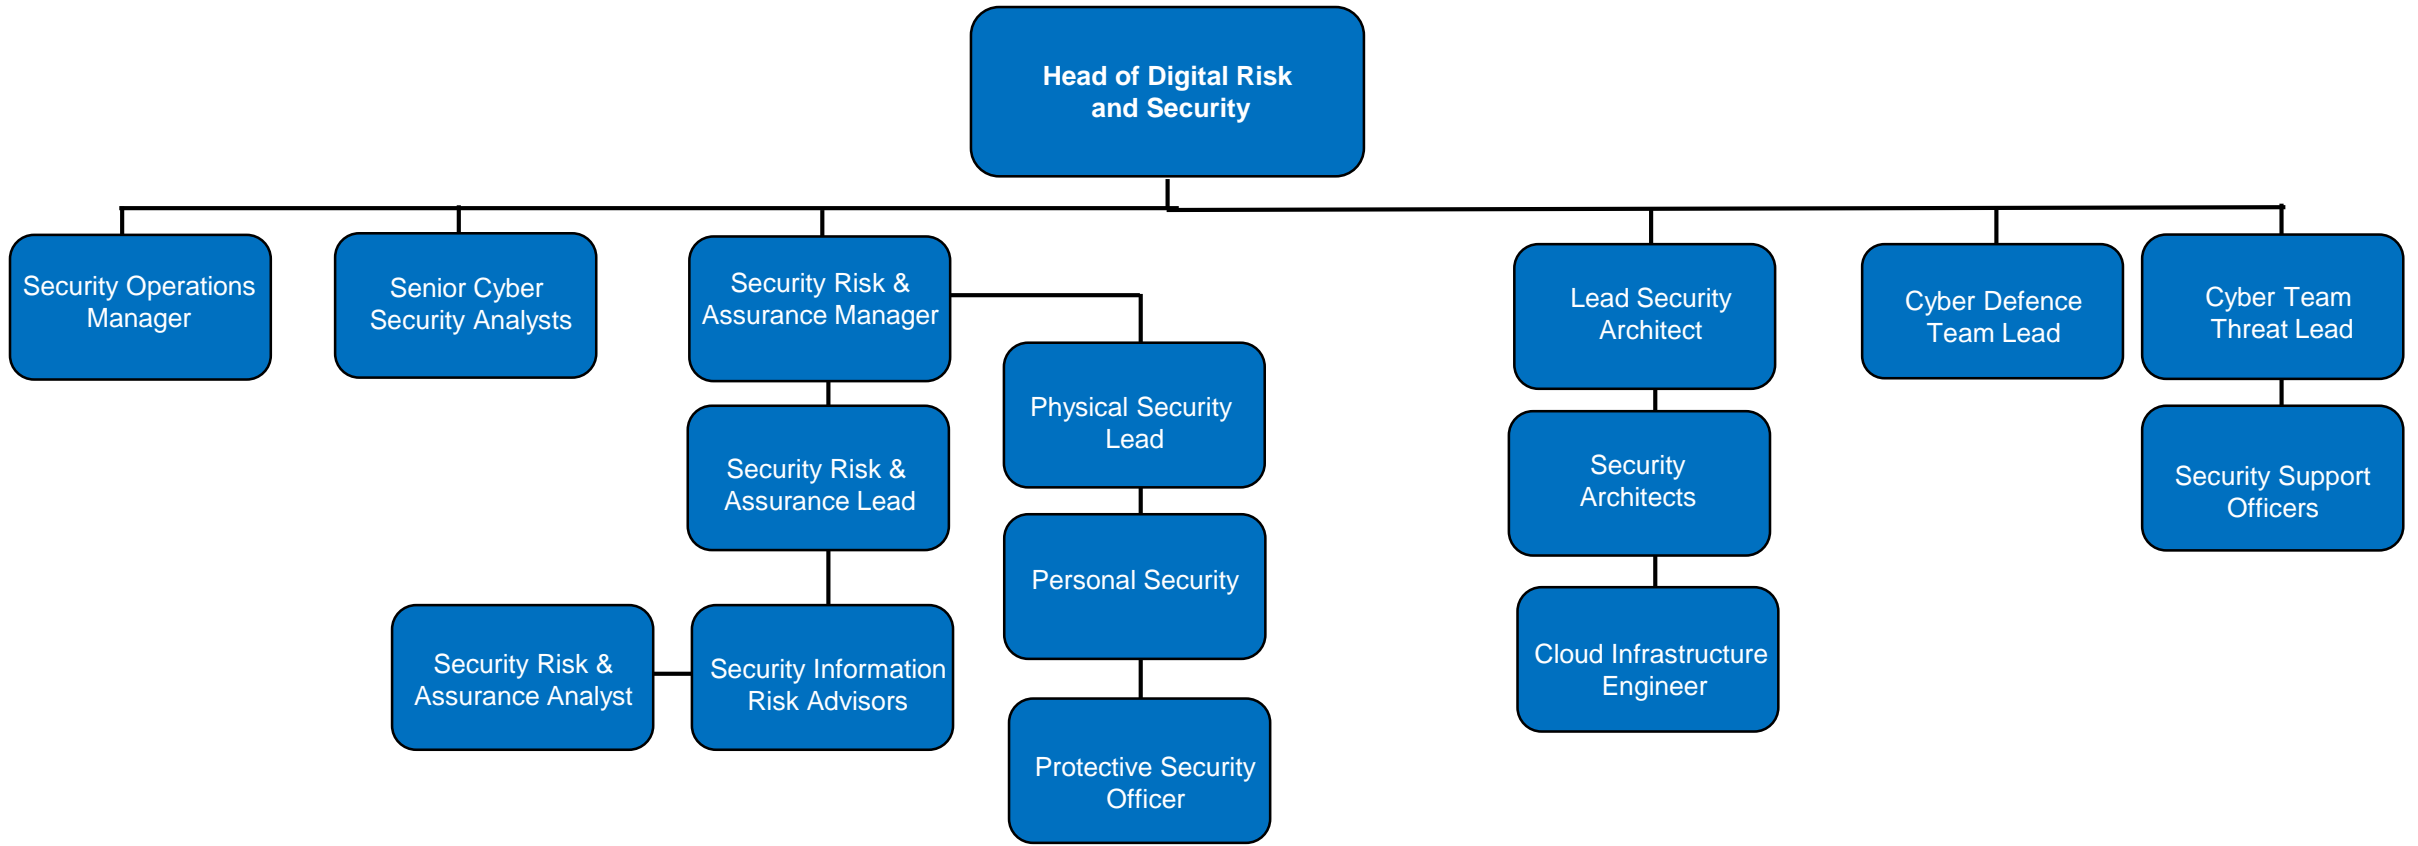 Head of Digital Risk
and Security
Security Operations
Manager
Senior Cyber
Security Analysts
Security Risk &
Assurance Manager
Lead Security
Architect
Cyber Defence
Team Lead
Cyber Team
Threat Lead
Physical Security
Lead
Security Risk &
Assurance Lead
Security
Architects
Security Support
Officers
Personal Security
Security Risk &
Assurance Analyst
Security Information
Risk Advisors
Cloud Infrastructure
Engineer
Protective Security
Officer